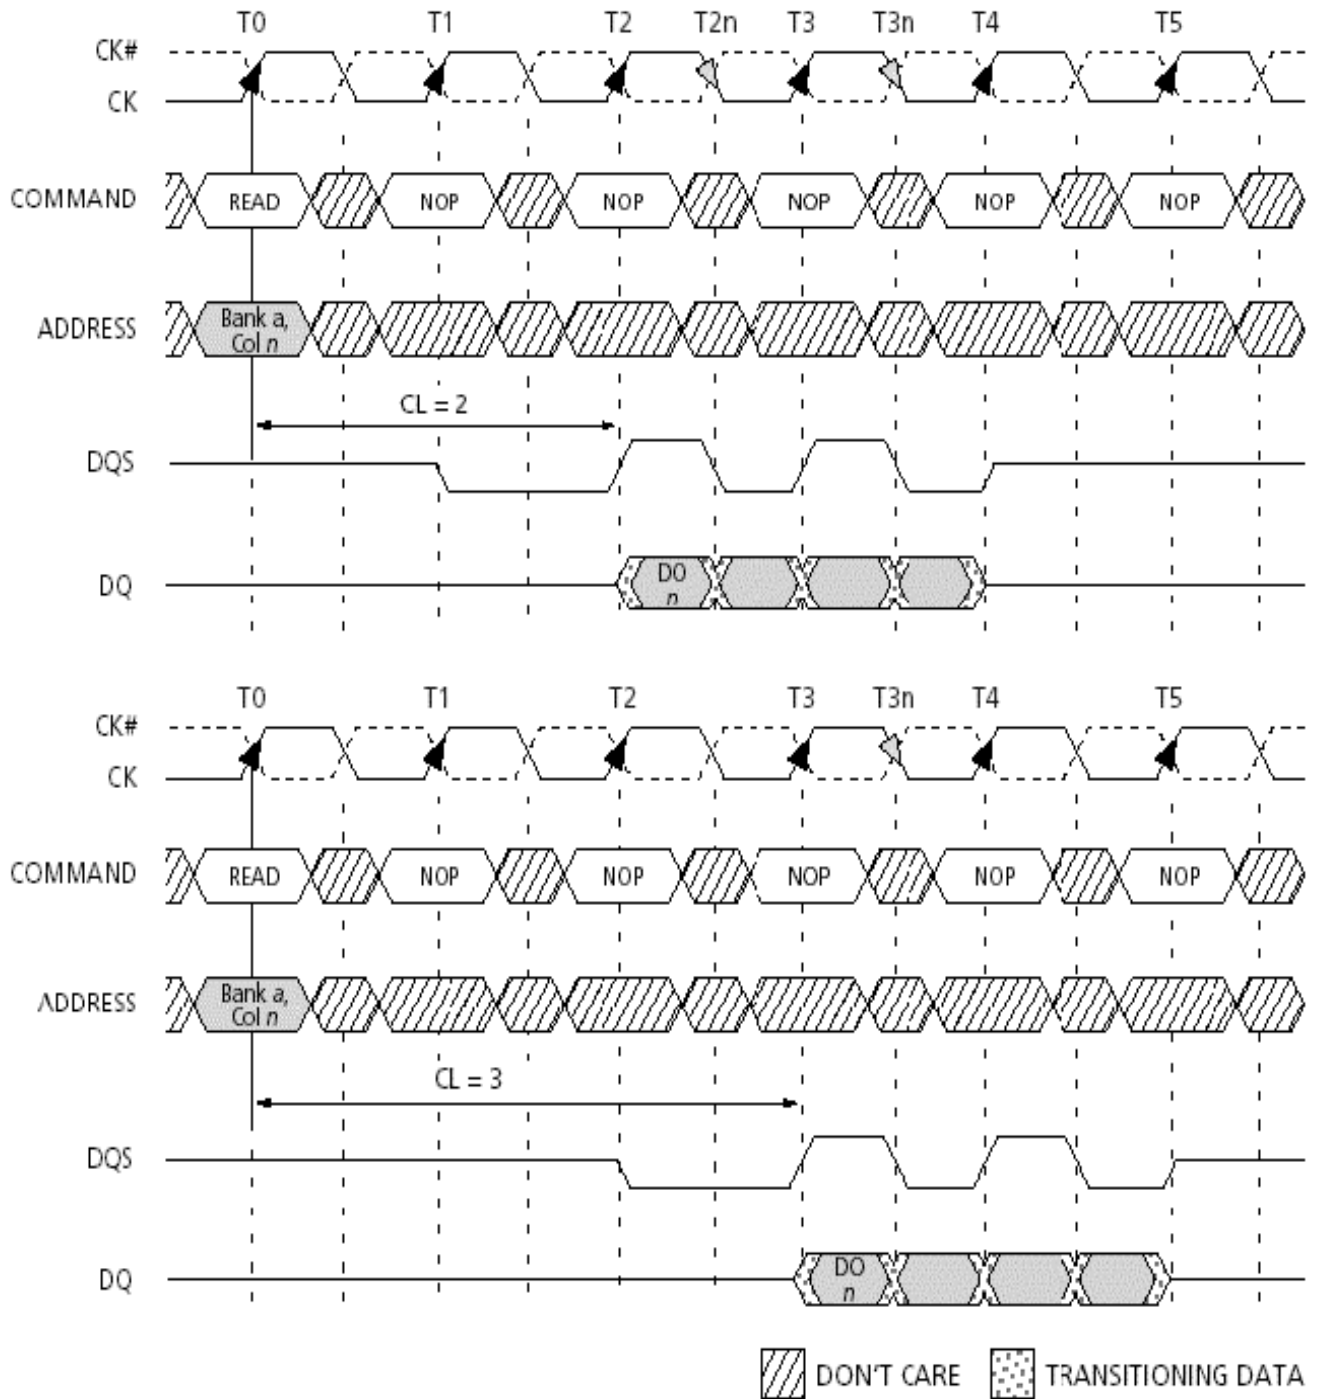 T0 T1 T2 T2n T3 T3n T4 T5
CK#
CK
COMMAND READ NOP NOP NOP NOP NOP
ADDRESS Bank a,
Col n
CL = 2
DQS
DQ DO
n
T0 T1 T2 T3 T3n T4 T5
CK#
CK
COMMAND READ NOP NOP NOP NOP NOP
ADDRESS Bank a,
Col n
CL = 3
DQS
DQ DO
n
DON'T CARE TRANSITIONING DATA